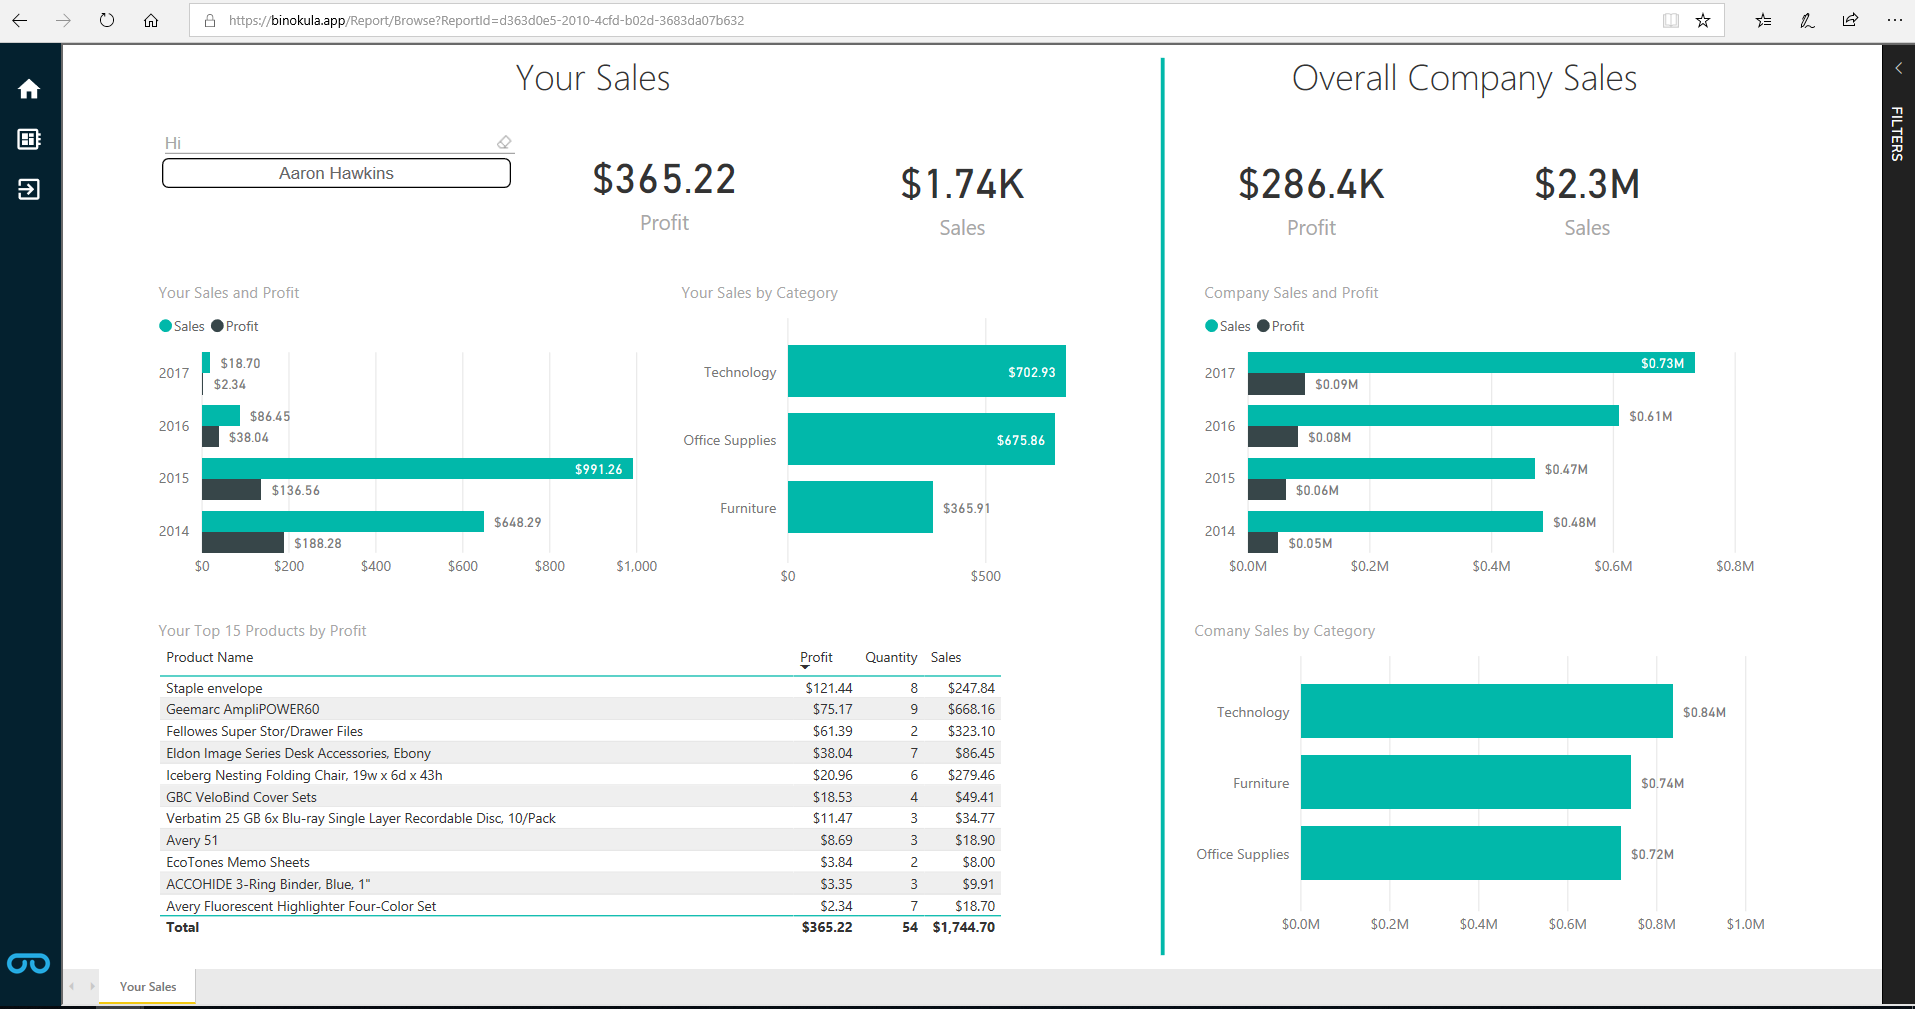 https://binokula.app/Report/Browse?ReportId=d363d0e5-2010-4cfd-b02d-3683da07b632
Your Sales
Hi
Aaron Hawkins
$365.22
Profit
$1.74K
Sales
Your Sales and Profit
Sales Profit
2017 $18.70
$2.34
2016 $86.45
$38.04
2015 $991.26
$136.56
2014 $648.29
$188.28
$0 $200 $400 $600 $800 $1,000
Your Sales by Category
Technology $702.93
Office Supplies $675.86
Furniture $365.91
$0 $500
Your Top 15 Products by Profit
Product Name Profit Quantity Sales
Staple envelope $121.44 8 $247.84
Geemarc AmpliPOWER60 $75.17 9 $668.16
Fellowes Super Stor/Drawer Files $61.39 2 $323.10
Eldon Image Series Desk Accessories, Ebony $38.04 7 $86.45
Iceberg Nesting Folding Chair, 19w x 6d x 43h $20.96 6 $279.46
GBC VeloBind Cover Sets $18.53 4 $49.41
Verbatim 25 GB 6x Blu-ray Single Layer Recordable Disc, 10/Pack $11.47 3 $34.77
Avery 51 $8.69 3 $18.90
EcoTones Memo Sheets $3.84 2 $8.00
ACCOHIDE 3-Ring Binder, Blue, 1" $3.35 3 $9.91
Avery Fluorescent Highlighter Four-Color Set $2.34 7 $18.70
Total $365.22 54 $1,744.70
Overall Company Sales
$286.4K
Profit
$2.3M
Sales
Company Sales and Profit
Sales Profit
2017 $0.73M
$0.09M
2016 $0.61M
$0.08M
2015 $0.47M
$0.06M
2014 $0.48M
$0.05M
$0.0M $0.2M $0.4M $0.6M $0.8M
Comany Sales by Category
Technology $0.84M
Furniture $0.74M
Office Supplies $0.72M
$0.0M $0.2M $0.4M $0.6M $0.8M $1.0M
FILTERS
Your Sales